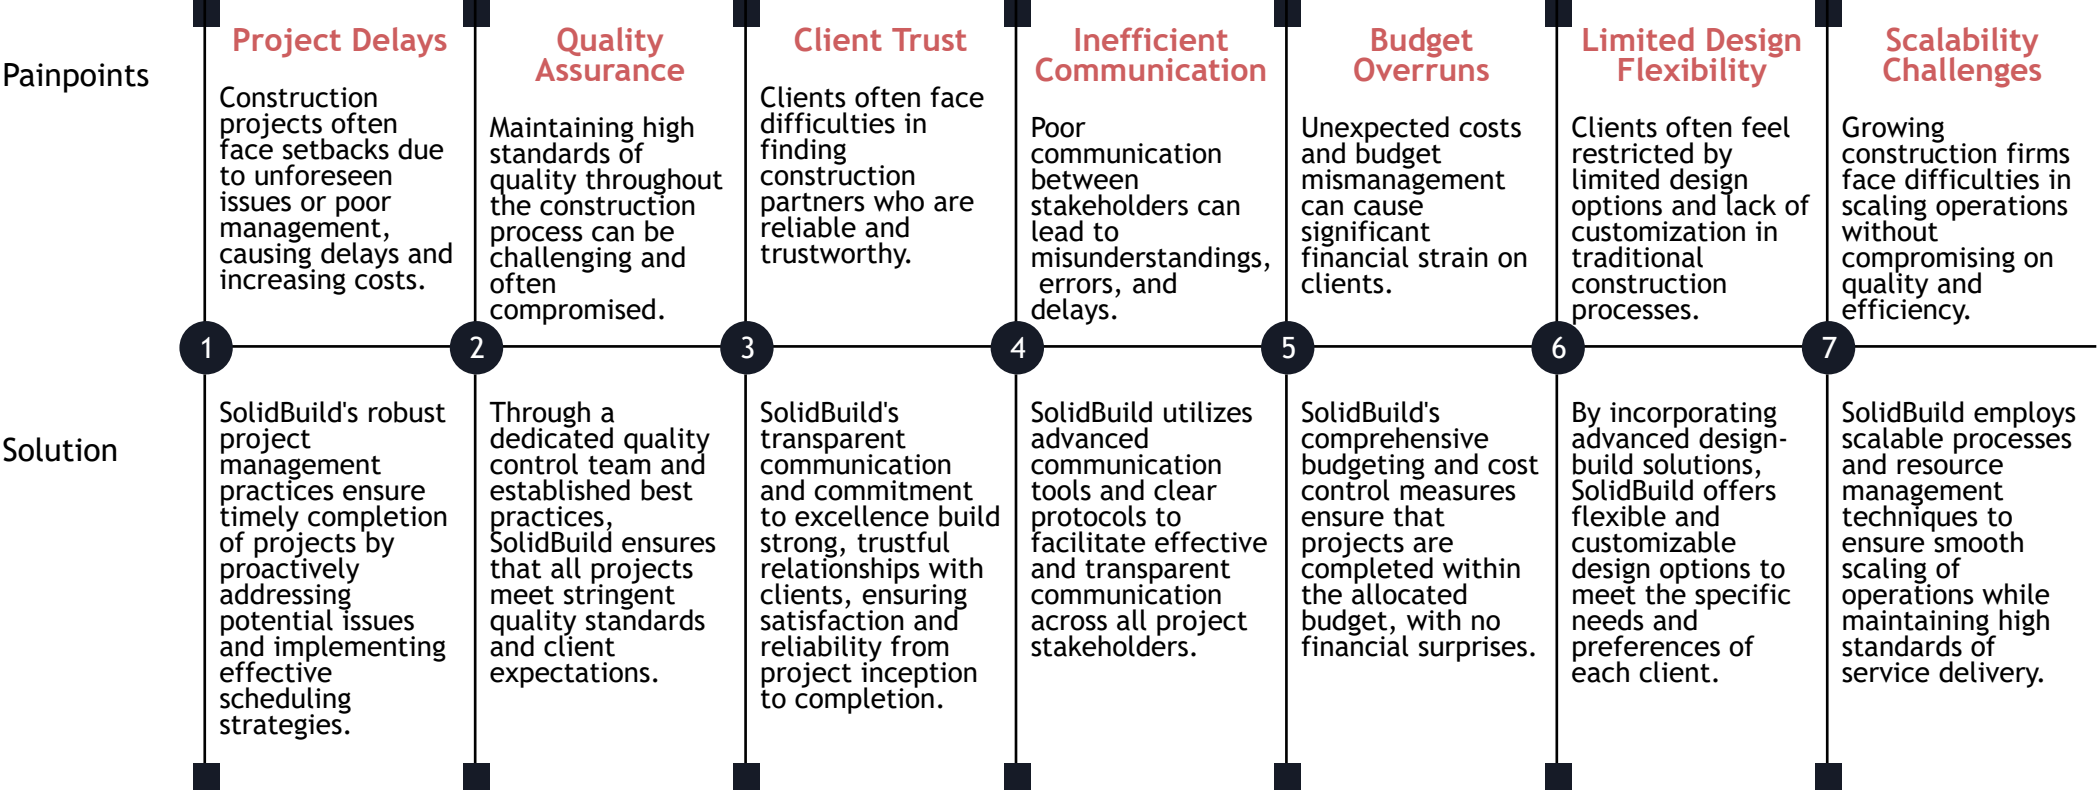 Painpoints
Project Delays
Construction
projects often
face setbacks due
to unforeseen
issues or poor
management,
causing delays and
increasing costs.
Quality
Assurance
Maintaining high
standards of
quality throughout
the construction
process can be
challenging and
often
compromised.
Client Trust
Clients often face
difficulties in
finding
construction
partners who are
reliable and
trustworthy.
Inefficient
Communication
Poor
communication
between
stakeholders can
lead to
misunderstandings,
errors, and
delays.
Budget
Overruns
Unexpected costs
and budget
mismanagement
can cause
significant
financial strain on
clients.
Limited Design
Flexibility
Clients often feel
restricted by
limited design
options and lack of
customization in
traditional
construction
processes.
Scalability
Challenges
Growing
construction firms
face difficulties in
scaling operations
without
compromising on
quality and
efficiency.
1
2
3
4
5
6
7
Solution
SolidBuild's robust
project
management
practices ensure
timely completion
of projects by
proactively
addressing
potential issues
and implementing
effective
scheduling
strategies.
Through a
dedicated quality
control team and
established best
practices,
SolidBuild ensures
that all projects
meet stringent
quality standards
and client
expectations.
SolidBuild's
transparent
communication
and commitment
to excellence build
strong, trustful
relationships with
clients, ensuring
satisfaction and
reliability from
project inception
to completion.
SolidBuild utilizes
advanced
communication
tools and clear
protocols to
facilitate effective
and transparent
communication
across all project
stakeholders.
SolidBuild's
comprehensive
budgeting and cost
control measures
ensure that
projects are
completed within
the allocated
budget, with no
financial surprises.
By incorporating
advanced design-
build solutions,
SolidBuild offers
flexible and
customizable
design options to
meet the specific
needs and
preferences of
each client.
SolidBuild employs
scalable processes
and resource
management
techniques to
ensure smooth
scaling of
operations while
maintaining high
standards of
service delivery.